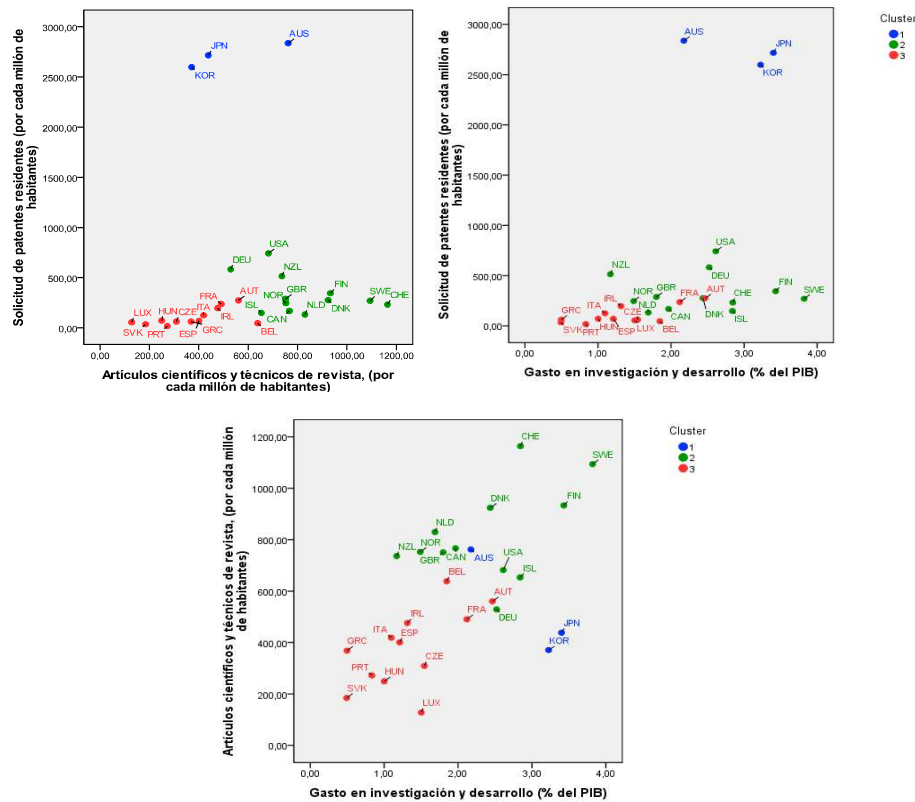 Solicitud de patentes residentes (por cada millón de
habitantes)
3000,00
2500,00
2000,00
1500,00
1000,00
500,00
0,00
AUS
JPN
KOR
USA
DEU
NZL
FIN
GBR
NOR
AUT
FRA
SWE
CHE
ISL
NLD
DNK
ITA
IRL
CAN
LUX
HUN
SVK
PRT
ESP
GRC
BEL
0,00 200,00 400,00 600,00 800,00 1000,00 1200,00
Artículos científicos y técnicos de revista, (por
cada millón de habitantes)
Solicitud de patentes residentes (por cada millón de
habitantes)
3000,00
2500,00
2000,00
1500,00
1000,00
500,00
0,00
AUS
JPN
KOR
USA
DEU
NZL
GBR
FIN
NOR
FRA
AUT
IRL
CHE
SWE
ITA
NLD
GRC
CZE
CAN
DNK
ISL
SVK
PRT
HUN
ESP
LUX
BEL
0,00 1,00 2,00 3,00 4,00
Gasto en investigación y desarrollo (% del PIB)
Cluster
1
2
3
Artículos científicos y técnicos de revista, (por cada millón
de habitantes)
1200,00
1000,00
800,00
600,00
400,00
200,00
0,00
CHE
SWE
DNK
FIN
NLD
NOR
NZL
GBR
CAN
AUS
USA
BEL
ISL
AUT
FRA
DEU
IRL
ITA
ESP
JPN
GRC
KOR
CZE
PRT
HUN
SVK
LUX
0,00 1,00 2,00 3,00 4,00
Gasto en investigación y desarrollo (% del PIB)
Cluster
1
2
3